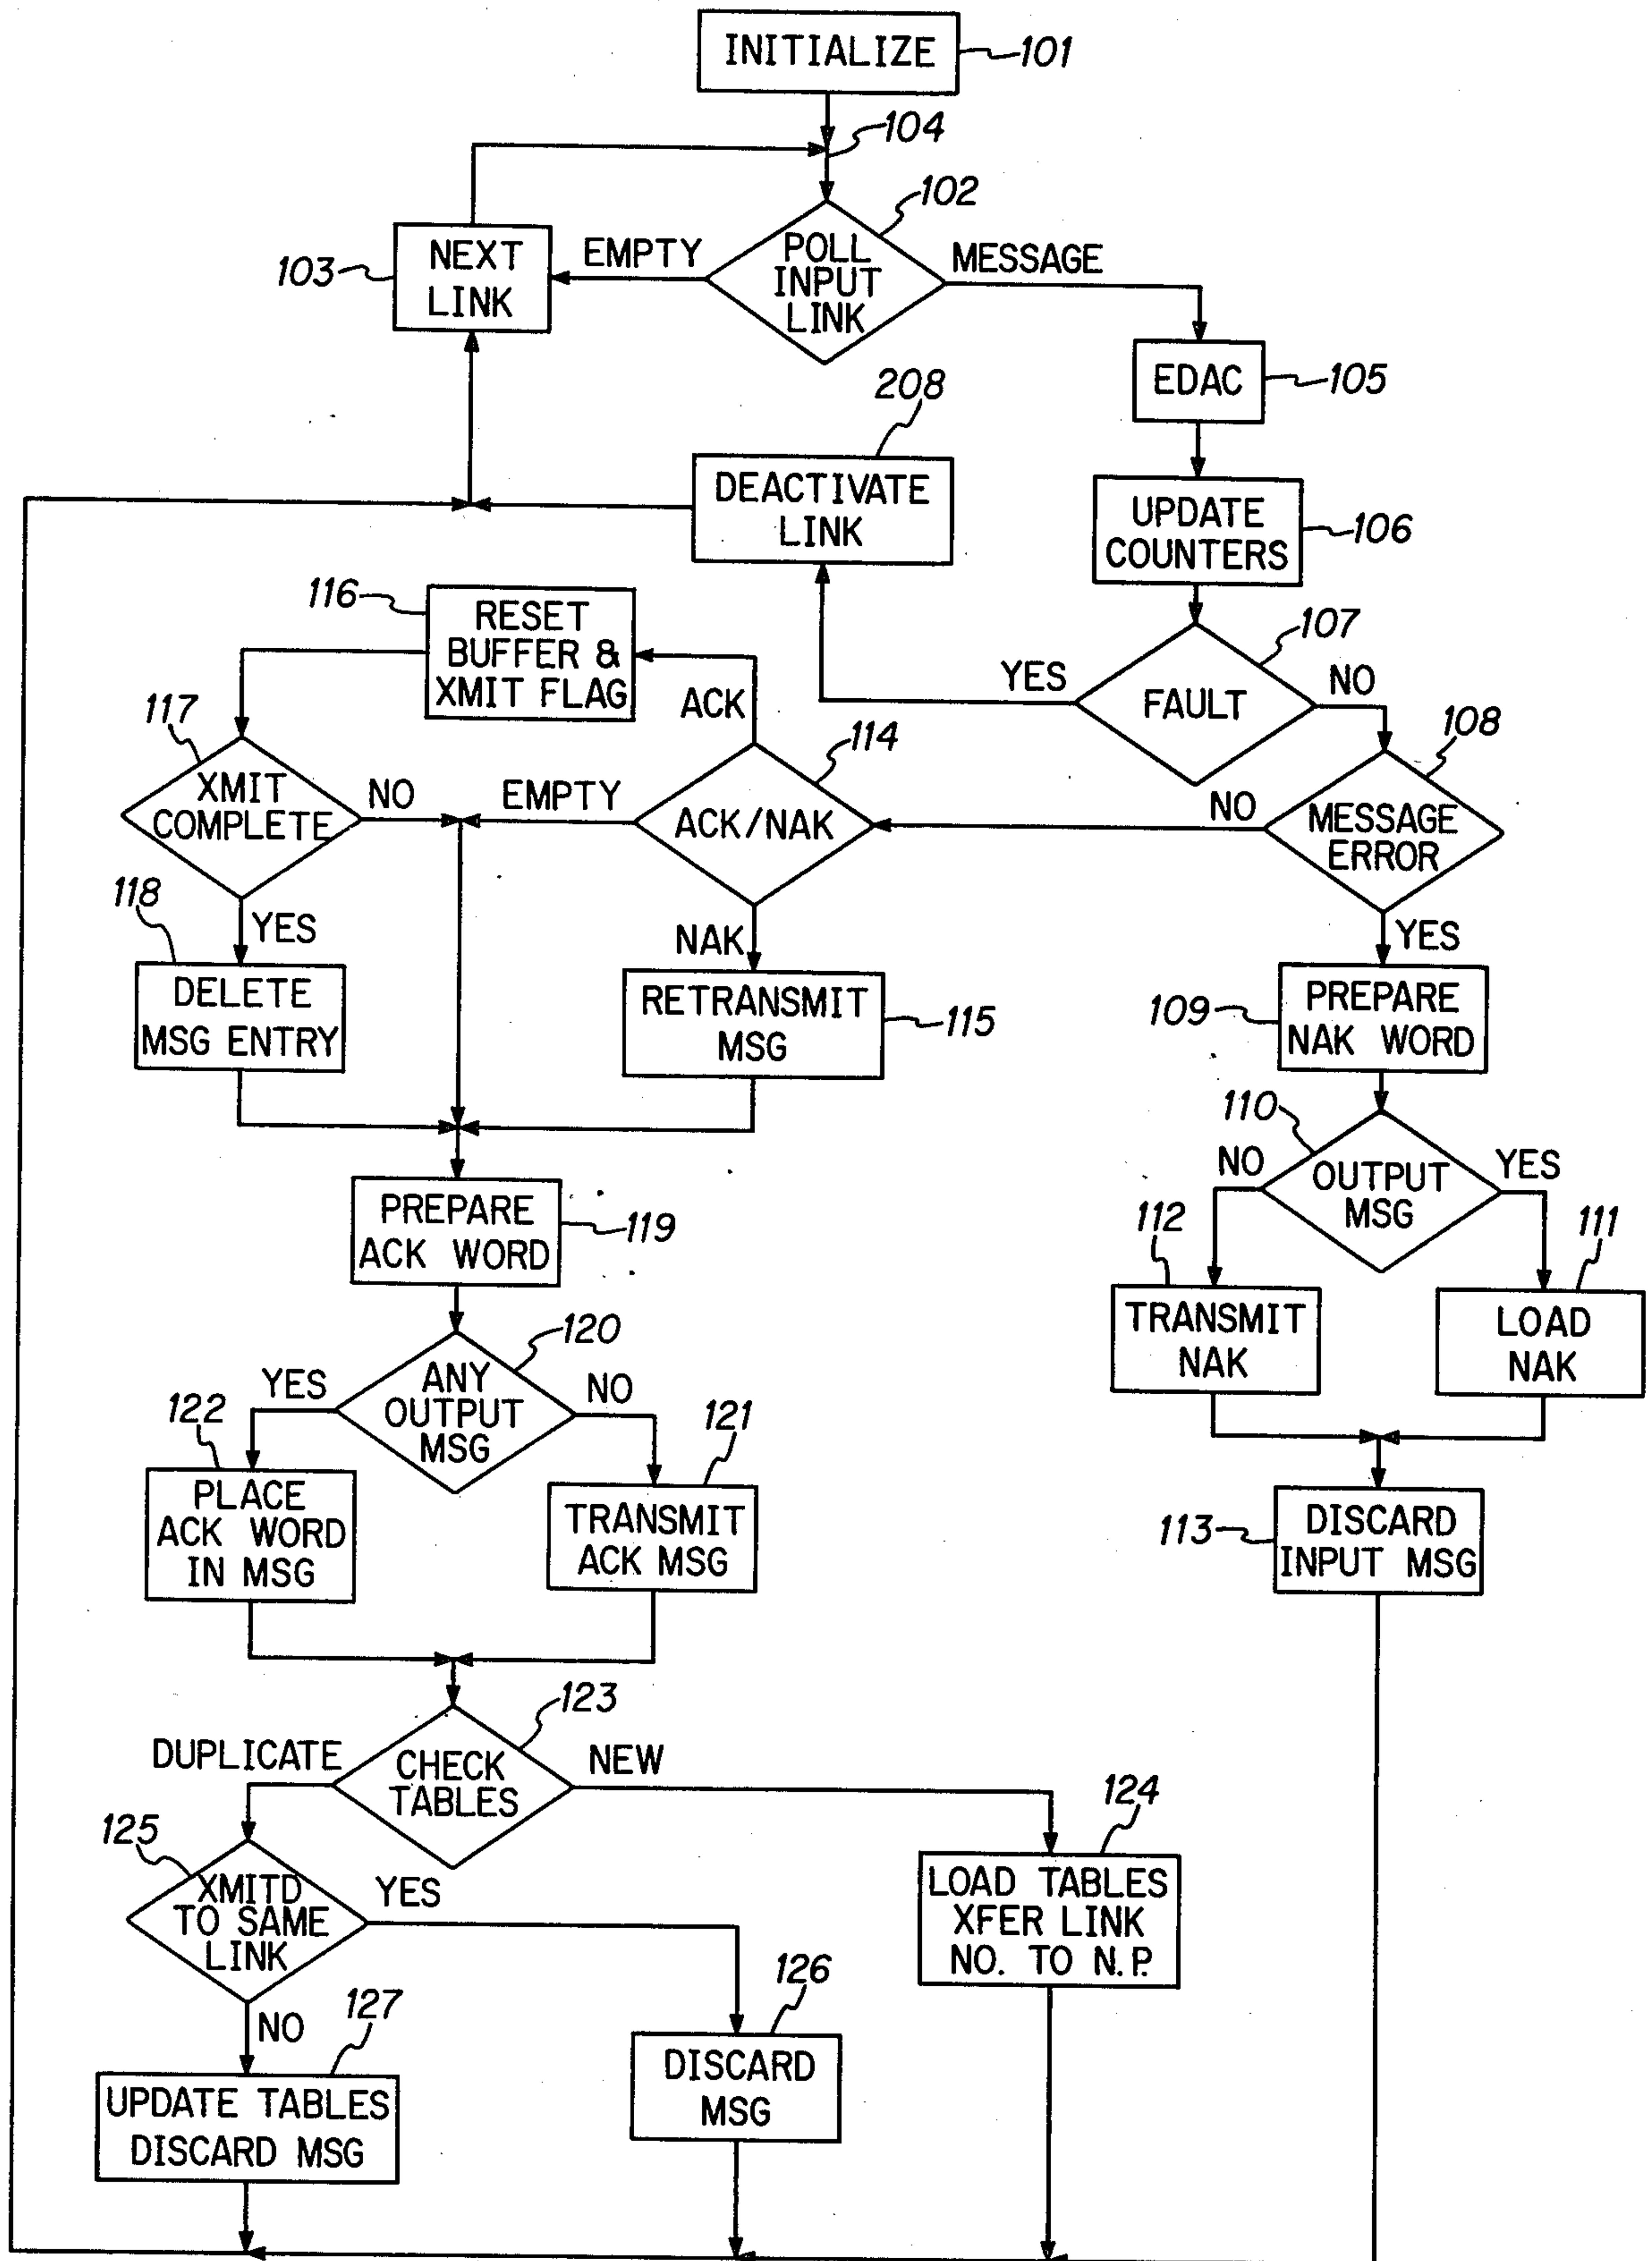 INITIALIZE
101
104
102
POLL
INPUT
LINK
EMPTY
MESSAGE
NEXT
LINK
103
EDAC
105
208
DEACTIVATE
LINK
UPDATE
COUNTERS
106
116
RESET
BUFFER &
XMIT FLAG
107
FAULT
YES
NO
ACK
117
XMIT
COMPLETE
NO
EMPTY
114
ACK/NAK
NO
108
MESSAGE
ERROR
118
YES
NAK
YES
DELETE
MSG ENTRY
RETRANSMIT
MSG
115
109
PREPARE
NAK WORD
110
NO
OUTPUT
MSG
YES
PREPARE
ACK WORD
119
112
111
TRANSMIT
NAK
LOAD
NAK
120
YES
ANY
OUTPUT
MSG
NO
122
121
PLACE
ACK WORD
IN MSG
TRANSMIT
ACK MSG
113
DISCARD
INPUT MSG
123
DUPLICATE
CHECK
TABLES
NEW
124
125
XMITD
TO SAME
LINK
YES
LOAD TABLES
XFER LINK
NO. TO N.P.
126
127
NO
DISCARD
MSG
UPDATE TABLES
DISCARD MSG